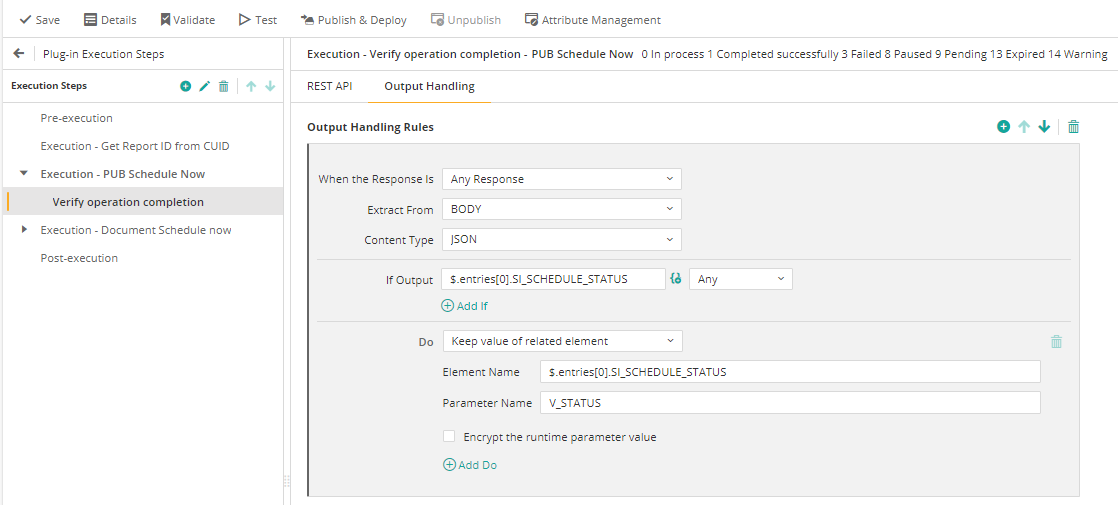 Save Details Validate Test Publish & Deploy Unpublish Attribute Management
Plug-in Execution Steps
Execution Steps
Pre-execution
Execution - Get Report ID from CUID
Execution - PUB Schedule Now
Verify operation completion
Execution - Document Schedule now
Post-execution
Execution - Verify operation completion - PUB Schedule Now 0 In process 1 Completed successfully 3 Failed 8 Paused 9 Pending 13 Expired 14 Warning
REST API Output Handling
Output Handling Rules
When the Response Is Any Response
Extract From BODY
Content Type JSON
If Output $.entries[0].SI_SCHEDULE_STATUS Any
Add If
Do Keep value of related element
Element Name $.entries[0].SI_SCHEDULE_STATUS
Parameter Name V_STATUS
Encrypt the runtime parameter value
Add Do